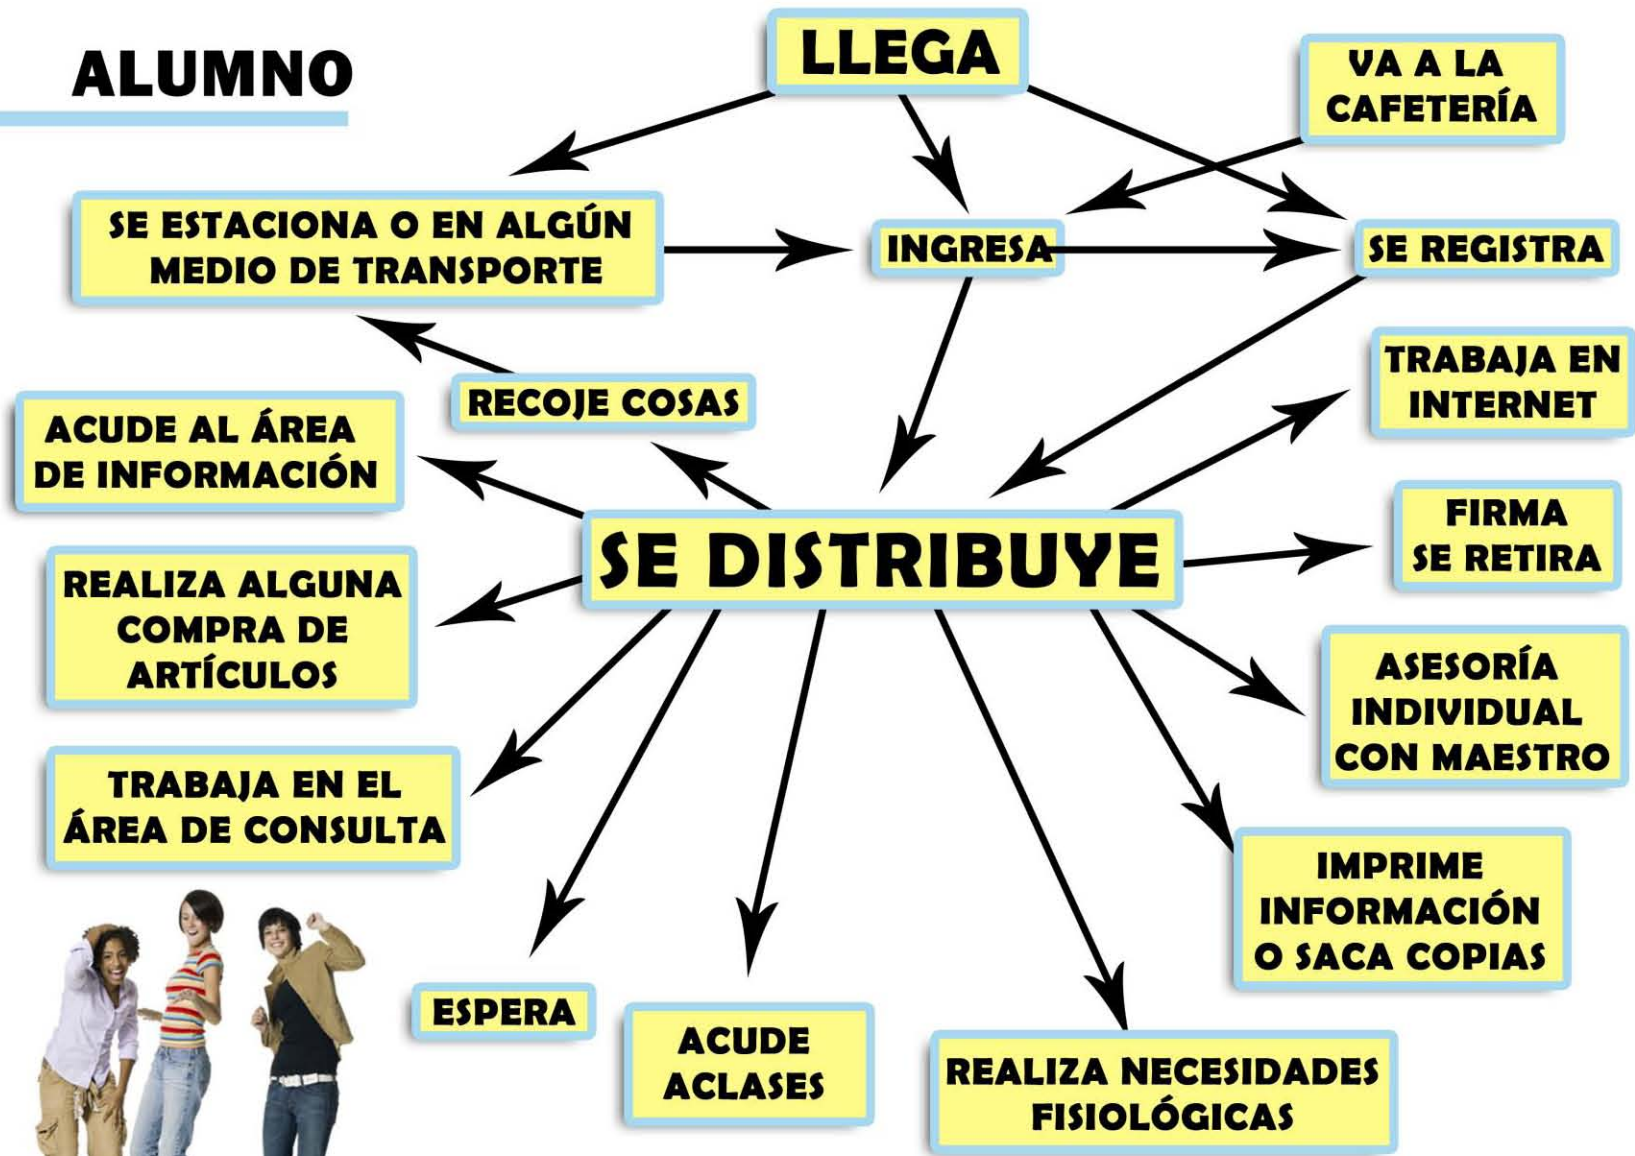 ALUMNO
LLEGA
VA A LA
CAFETERÍA
SE ESTACIONA O EN ALGÚN
MEDIO DE TRANSPORTE
INGRESA
SE REGISTRA
RECOJE COSAS
TRABAJA EN
INTERNET
ACUDE AL ÁREA
DE INFORMACIÓN
SE DISTRIBUYE
FIRMA
SE RETIRA
REALIZA ALGUNA
COMPRA DE
ARTÍCULOS
ASESORÍA
INDIVIDUAL
CON MAESTRO
TRABAJA EN EL
ÁREA DE CONSULTA
IMPRIME
INFORMACIÓN
O SACA COPIAS
ESPERA
ACUDE
ACLASES
REALIZA NECESIDADES
FISIOLÓGICAS